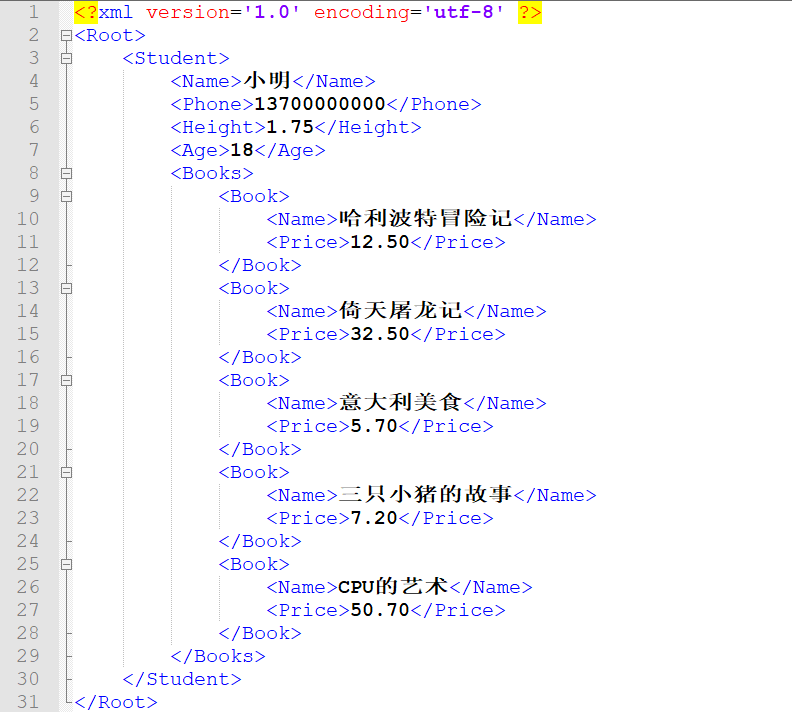 1 <?xml version='1.0' encoding='utf-8' ?>
2 <Root>
3     <Student>
4         <Name>小明</Name>
5         <Phone>13700000000</Phone>
6         <Height>1.75</Height>
7         <Age>18</Age>
8         <Books>
9             <Book>
10                 <Name>哈利波特冒险记</Name>
11                 <Price>12.50</Price>
12             </Book>
13             <Book>
14                 <Name>倚天屠龙记</Name>
15                 <Price>32.50</Price>
16             </Book>
17             <Book>
18                 <Name>意大利美食</Name>
19                 <Price>5.70</Price>
20             </Book>
21             <Book>
22                 <Name>三只小猪的故事</Name>
23                 <Price>7.20</Price>
24             </Book>
25             <Book>
26                 <Name>CPU的艺术</Name>
27                 <Price>50.70</Price>
28             </Book>
29         </Books>
30     </Student>
31 </Root>